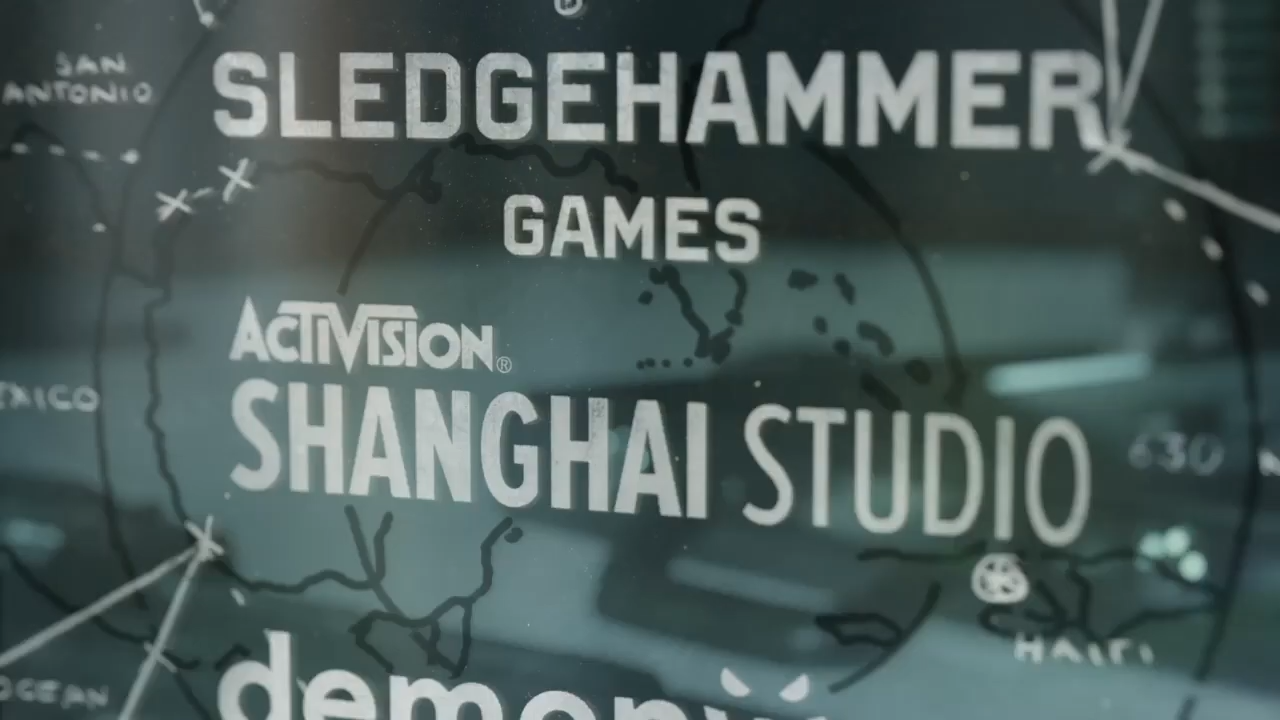 SAN
ANTONIO
SLEDGEHAMMER
GAMES
ACTIVISION®
SHANGHAI STUDIO
630
HAITI
OCEAN